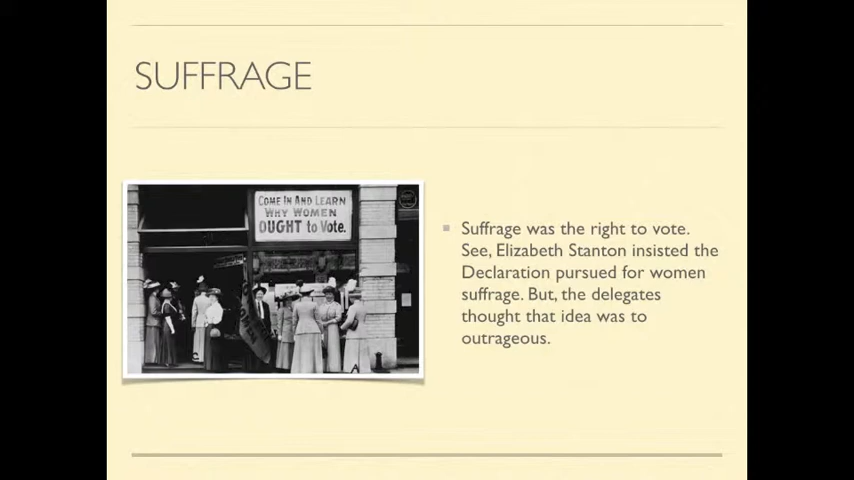 SUFFRAGE
COME IN AND LEARN
WHY WOMEN
OUGHT to Vote.
Suffrage was the right to vote.
See, Elizabeth Stanton insisted the
Declaration pursued for women
suffrage. But, the delegates
thought that idea was to
outrageous.